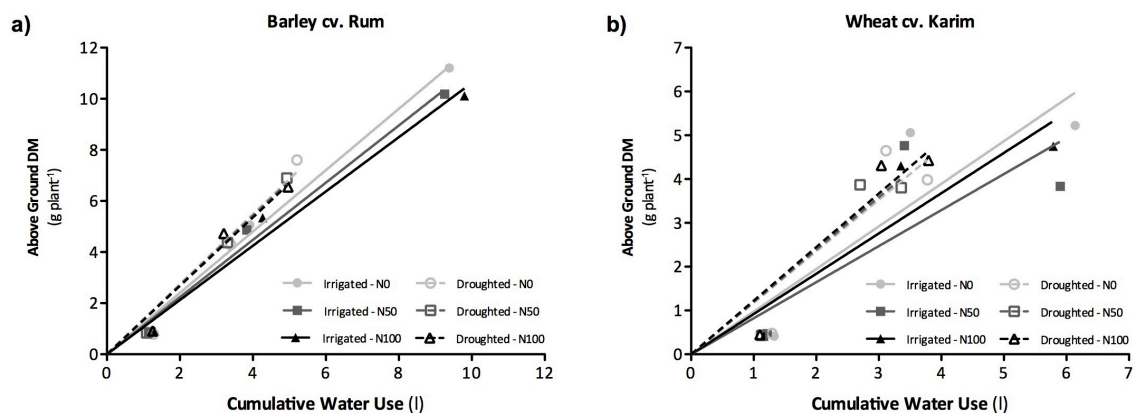 a)
Barley cv. Rum
Above Ground DM
(g plant⁻¹)
12
10
8
6
4
2
0
Irrigated - N0
Droughted - N0
Irrigated - N50
Droughted - N50
Irrigated - N100
Droughted - N100
0 2 4 6 8 10 12
Cumulative Water Use (l)
b)
Wheat cv. Karim
Above Ground DM
(g plant⁻¹)
7
6
5
4
3
2
1
0
Irrigated - N0
Droughted - N0
Irrigated - N50
Droughted - N50
Irrigated - N100
Droughted - N100
0 1 2 3 4 5 6 7
Cumulative Water Use (l)